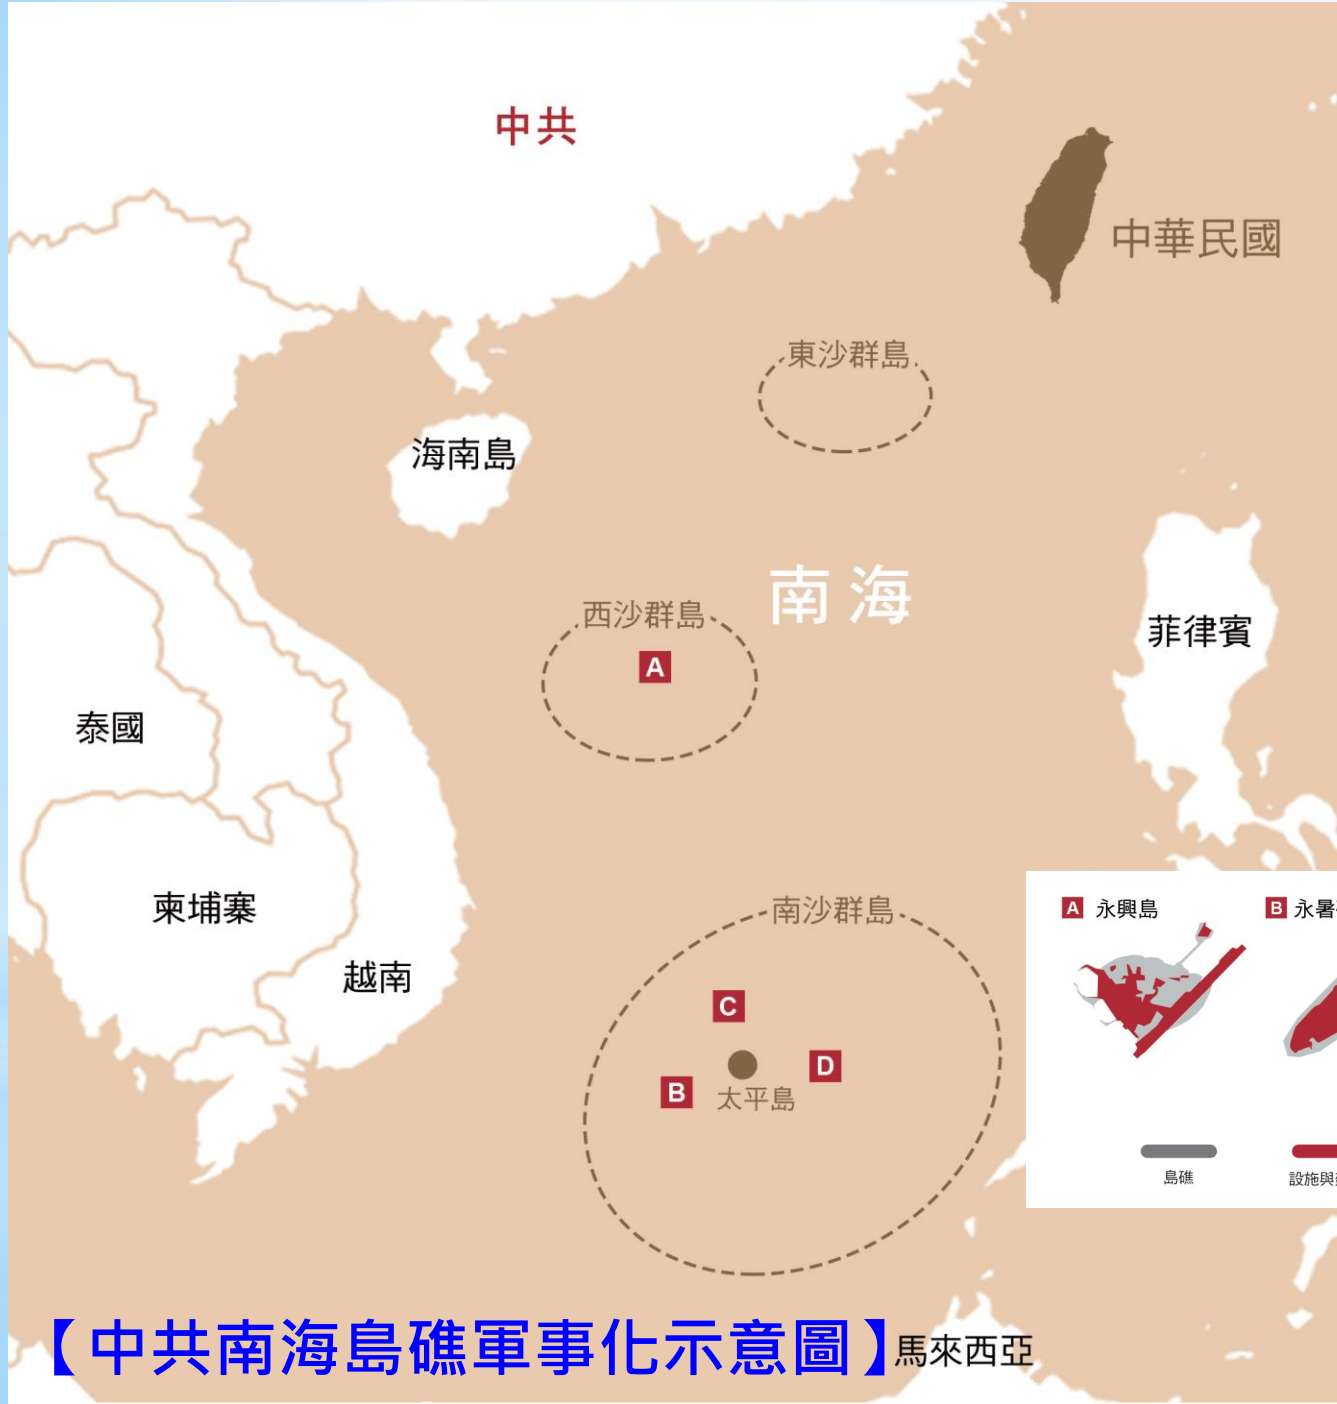 中共
中華民國
東沙群島
海南島
南海
西沙群島
A
菲律賓
泰國
柬埔寨
越南
南沙群島
C
D
B
太平島
A 永興島
B 永暑
島礁
設施與
【中共南海島礁軍事化示意圖】
馬來西亞